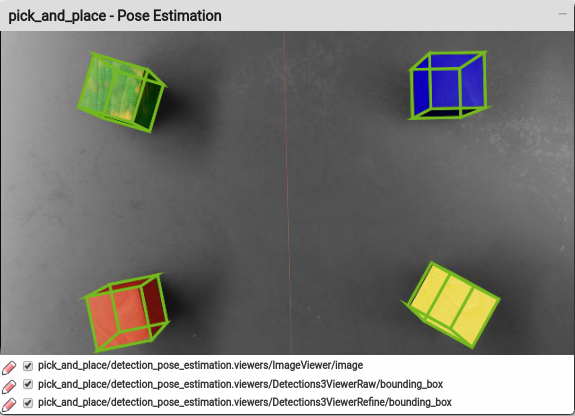 pick_and_place - Pose Estimation
pick_and_place/detection_pose_estimation.viewers/ImageViewer/image
pick_and_place/detection_pose_estimation.viewers/Detections3ViewerRaw/bounding_box
pick_and_place/detection_pose_estimation.viewers/Detections3ViewerRefine/bounding_box